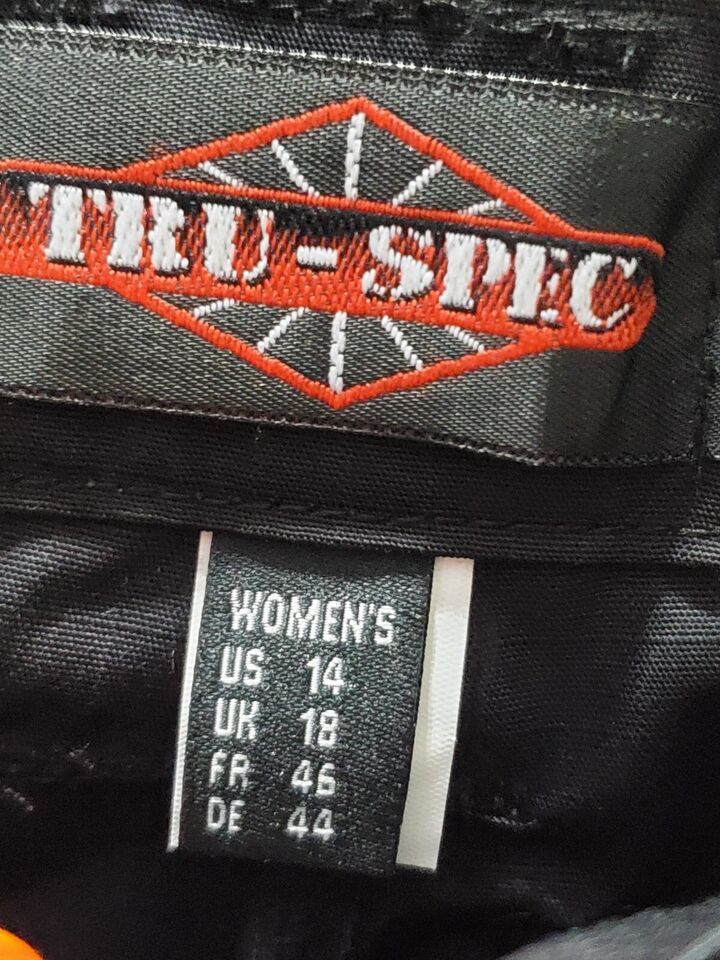 TRU-SPEC
WOMEN'S
US 14
UK 18
FR 46
DE 44